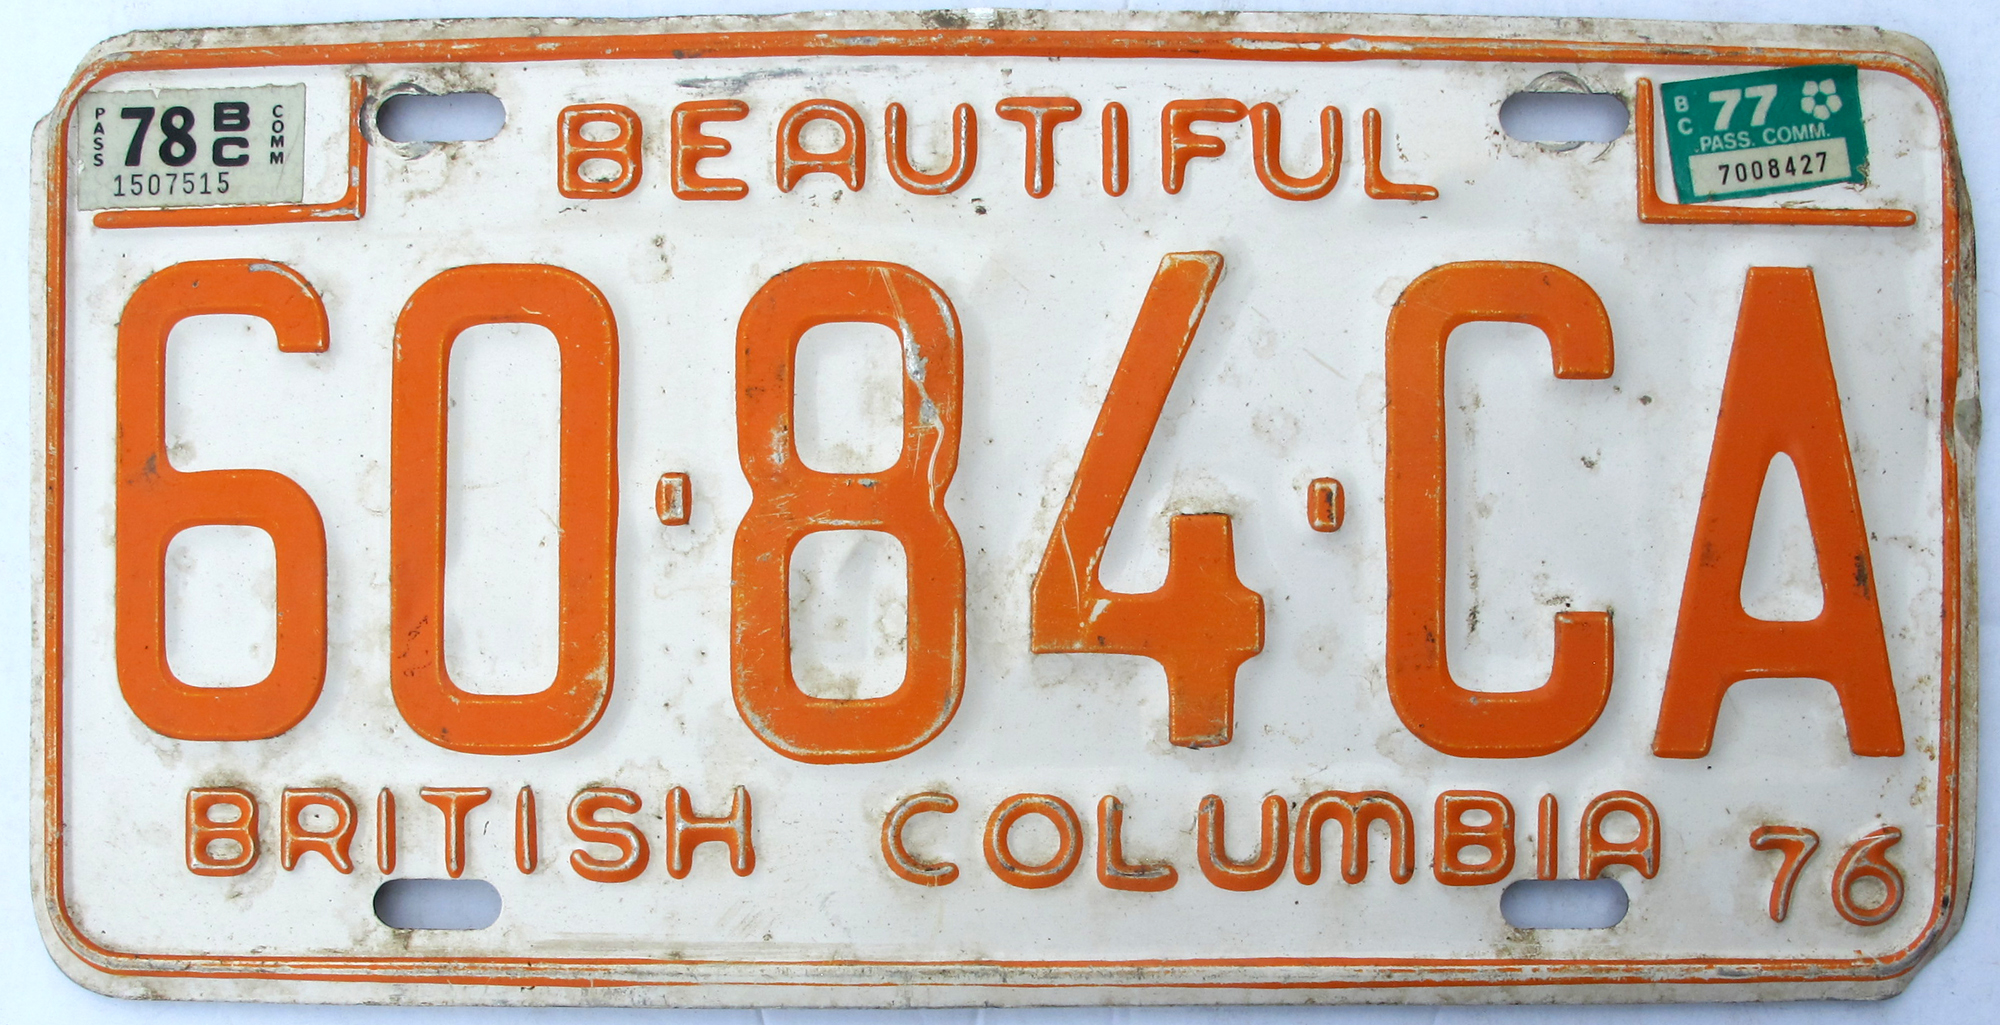 PASS 78 BC COMM
1507515
BEAUTIFUL
BC 77
PASS. COMM.
7008427
60·84·CA
BRITISH COLUMBIA 76